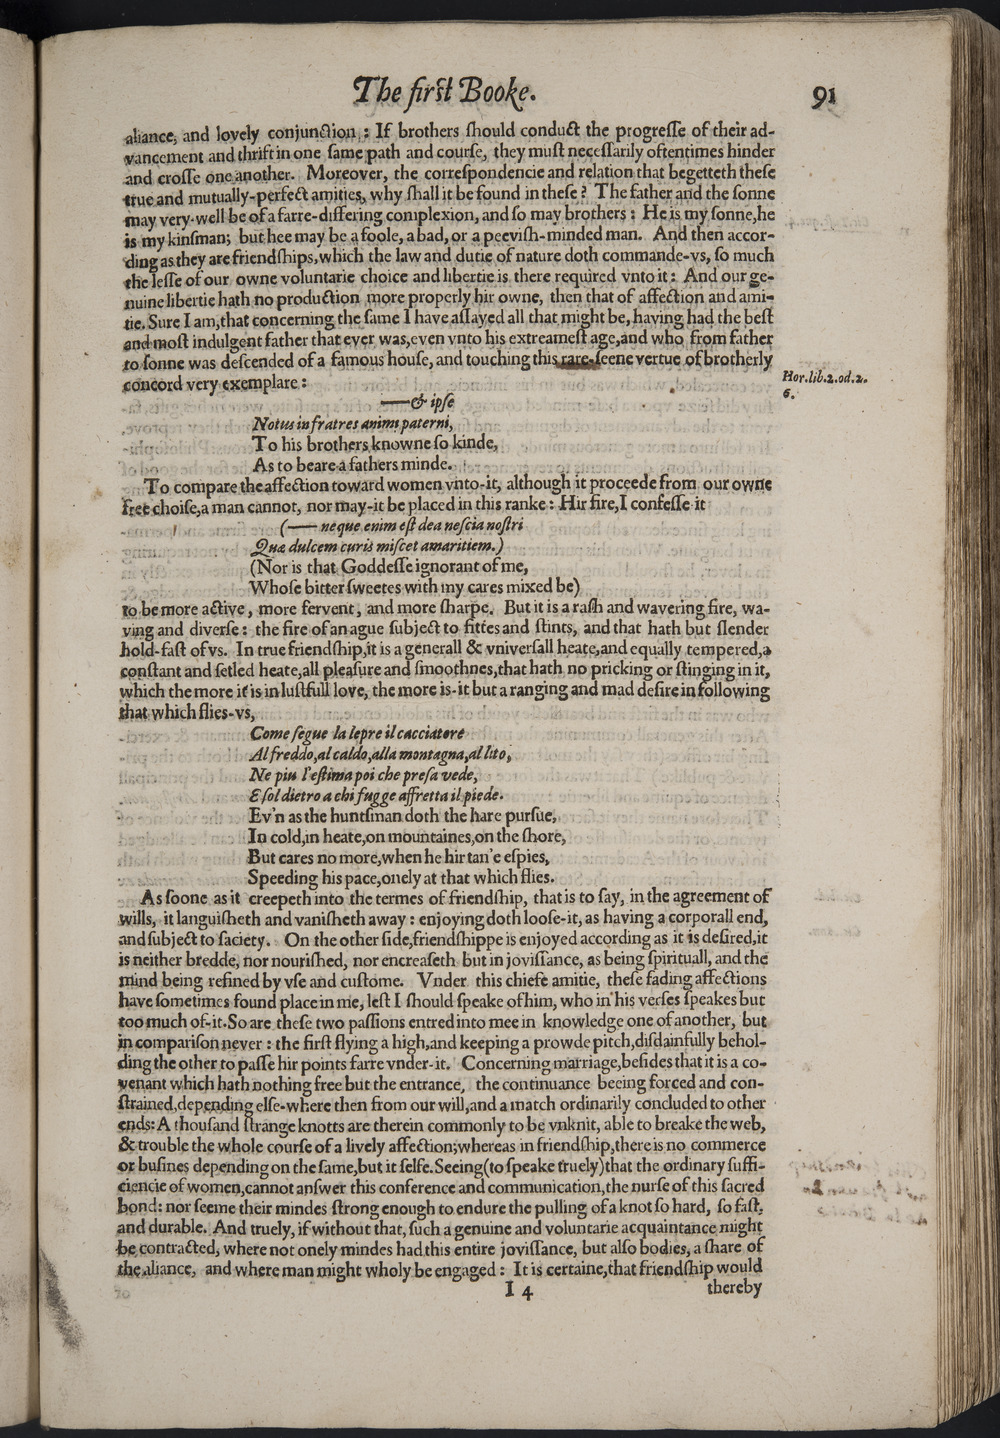 The firſt Booke.
91
aliance, and lovely conjunction : If brothers ſhould conduct the progreſſe of their ad-
vancement and thrift in one ſame path and courſe, they muſt neceſſarily oftentimes hinder
and croſſe one another. Moreover, the correſpondencie and relation that begetteth theſe
true and mutually-perfect amities, why ſhall it be found in theſe ? The father and the ſonne
may very-well be of a farre-differing complexion, and ſo may brothers : He is my ſonne, he
is my kinſman; but hee may be a foole, a bad, or a peeviſh-minded man. And then accor-
ding as they are friendſhips, which the law and dutie of nature doth commande-vs, ſo much
the leſſe of our owne voluntarie choice and libertie is there required vnto it : And our ge-
nuine libertie hath no production more properly hir owne, then that of affection and ami-
tie. Sure I am, that concerning the ſame I have aſſayed all that might be, having had the beſt
and moſt indulgent father that ever was, even vnto his extreameſt age, and who from father
to ſonne was deſcended of a famous houſe, and touching this rare-ſeene vertue of brotherly
concord very exemplare :
Hor. lib. 2. od. 2.
6.
—— & ipſe
Notus in fratres animi paterni,
To his brothers knowne ſo kinde,
As to beare a fathers minde.
To compare the affection toward women vnto-it, although it proceede from our owne
free choiſe, a man cannot, nor may-it be placed in this ranke : Hir fire, I confeſſe it
(—— neque enim eſt dea neſcia noſtri
Quæ dulcem curis miſcet amaritiem.)
(Nor is that Goddeſſe ignorant of me,
Whoſe bitter ſweetes with my cares mixed be)
to be more active, more fervent, and more ſharpe. But it is a raſh and wavering fire, wa-
ving and diverſe : the fire of an ague ſubject to fittes and ſtints, and that hath but ſlender
hold-faſt of vs. In true friendſhip, it is a generall & vniverſall heate, and equally tempered, a
conſtant and ſetled heate, all pleaſure and ſmoothnes, that hath no pricking or ſtinging in it,
which the more it is in luſtfull love, the more is-it but a ranging and mad deſire in following
that which flies-vs,
Come ſegue la lepre il cacciatore
Al freddo, al caldo, alla montagna, al lito,
Ne piu l'eſtima poi che preſa vede,
E ſol dietro a chi fugge affretta il piede.
Ev'n as the huntſman doth the hare purſue,
In cold, in heate, on mountaines, on the ſhore,
But cares no more, when he hir tan'e eſpies,
Speeding his pace, onely at that which flies.
As ſoone as it creepeth into the termes of friendſhip, that is to ſay, in the agreement of
wills, it languiſheth and vaniſheth away : enjoying doth looſe-it, as having a corporall end,
and ſubject to ſaciety. On the other ſide, friendſhippe is enjoyed according as it is deſired, it
is neither bredde, nor nouriſhed, nor encreaſeth but in joviſſance, as being ſpirituall, and the
mind being refined by vſe and cuſtome. Vnder this chiefe amitie, theſe fading affections
have ſometimes found place in me, leſt I ſhould ſpeake of him, who in his verſes ſpeakes but
too much of-it. So are theſe two paſſions entred into mee in knowledge one of another, but
in compariſon never : the firſt flying a high, and keeping a prowde pitch, diſdainfully behol-
ding the other to paſſe hir points farre vnder-it. Concerning marriage, beſides that it is a co-
venant which hath nothing free but the entrance, the continuance beeing forced and con-
ſtrained, depending elſe-where then from our will, and a match ordinarily concluded to other
ends: A thouſand ſtrange knotts are therein commonly to be vnknit, able to breake the web,
& trouble the whole courſe of a lively affection; whereas in friendſhip, there is no commerce
or buſines depending on the ſame, but it ſelfe. Seeing (to ſpeake truely) that the ordinary ſuffi-
ciencie of women, cannot anſwer this conference and communication, the nurſe of this ſacred
bond: nor ſeeme their mindes ſtrong enough to endure the pulling of a knot ſo hard, ſo faſt,
and durable. And truely, if without that, ſuch a genuine and voluntarie acquaintance might
be contracted, where not onely mindes had this entire joviſſance, but alſo bodies, a ſhare of
the aliance, and where man might wholy be engaged : It is certaine, that friendſhip would
I 4
thereby